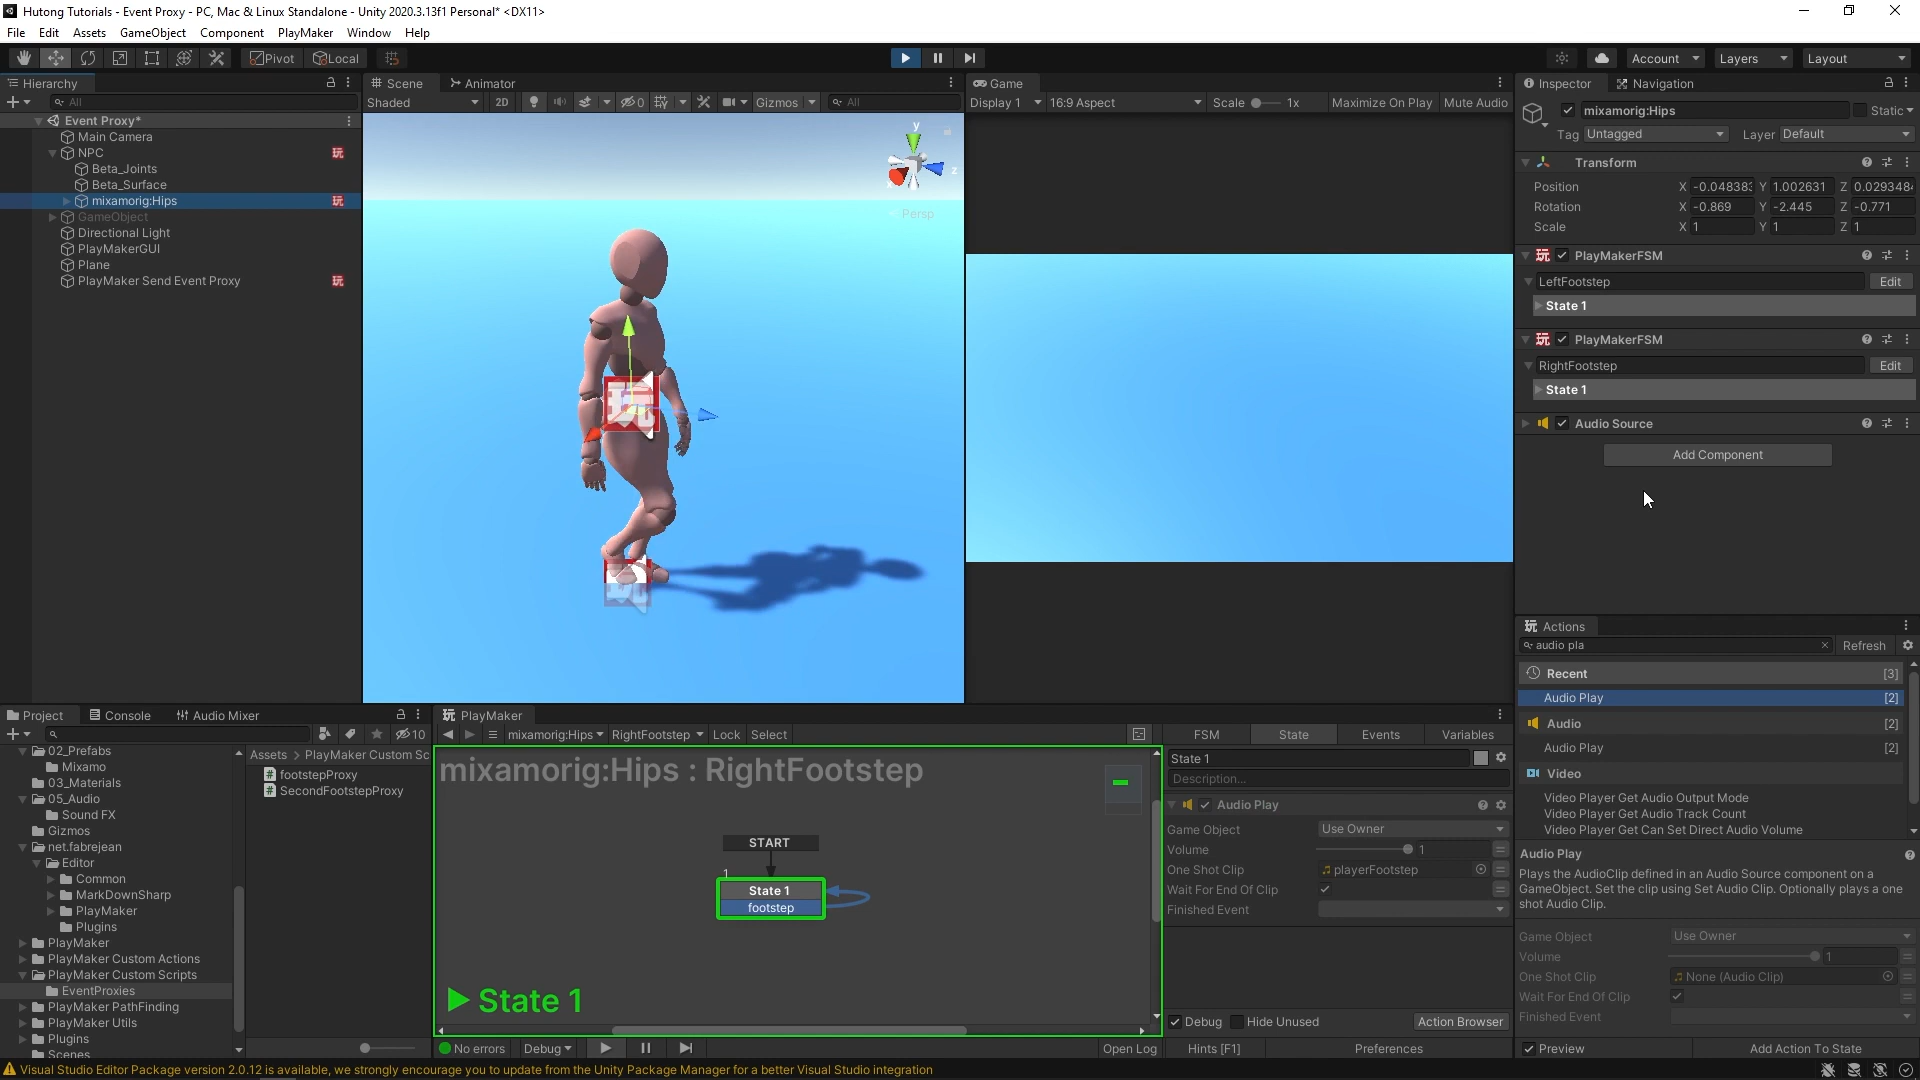 Hutong Tutorials - Event Proxy - PC, Mac & Linux Standalone - Unity 2020.3.13f1 Personal* <DX11>
File Edit Assets GameObject Component PlayMaker Window Help
Pivot Local Account Layers Layout
Hierarchy
All
Event Proxy*
Main Camera
NPC 玩
Beta_Joints
Beta_Surface
mixamorig:Hips 玩
GameObject
Directional Light
PlayMakerGUI
Plane
PlayMaker Send Event Proxy 玩
Scene Animator
Shaded 2D 0 Gizmos All
y
x z
Persp
玩
玩
Game
Display 1 16:9 Aspect Scale 1x Maximize On Play Mute Audio
Inspector Navigation
mixamorig:Hips Static
Tag Untagged Layer Default
Transform
Position X -0.048383 Y 1.002631 Z 0.029348
Rotation X -0.869 Y -2.445 Z -0.771
Scale X 1 Y 1 Z 1
玩 PlayMakerFSM
LeftFootstep Edit
State 1
玩 PlayMakerFSM
RightFootstep Edit
State 1
Audio Source
Add Component
玩 Actions
audio pla Refresh
Recent [3]
Audio Play [2]
Audio [2]
Audio Play [2]
Video
Video Player Get Audio Output Mode
Video Player Get Audio Track Count
Video Player Get Can Set Direct Audio Volume
Audio Play
Plays the AudioClip defined in an Audio Source component on a
GameObject. Set the clip using Set Audio Clip. Optionally plays a one
shot Audio Clip.
Game Object Use Owner
Volume 1
One Shot Clip None (Audio Clip)
Wait For End Of Clip
Finished Event
Preview Add Action To State
Project Console Audio Mixer
10
02_Prefabs
Mixamo
03_Materials
05_Audio
Sound FX
Gizmos
net.fabrejean
Editor
Common
MarkDownSharp
PlayMaker
Plugins
PlayMaker
PlayMaker Custom Actions
PlayMaker Custom Scripts
EventProxies
PlayMaker PathFinding
PlayMaker Utils
Plugins
Scenes
Assets > PlayMaker Custom Sc
footstepProxy
SecondFootstepProxy
玩 PlayMaker
mixamorig:Hips RightFootstep Lock Select
mixamorig:Hips : RightFootstep
START
1
State 1
footstep
State 1
No errors Debug Open Log
FSM State Events Variables
State 1
Description...
Audio Play
Game Object Use Owner
Volume 1
One Shot Clip playerFootstep
Wait For End Of Clip
Finished Event
Debug Hide Unused Action Browser
Hints [F1] Preferences
Visual Studio Editor Package version 2.0.12 is available, we strongly encourage you to update from the Unity Package Manager for a better Visual Studio integration